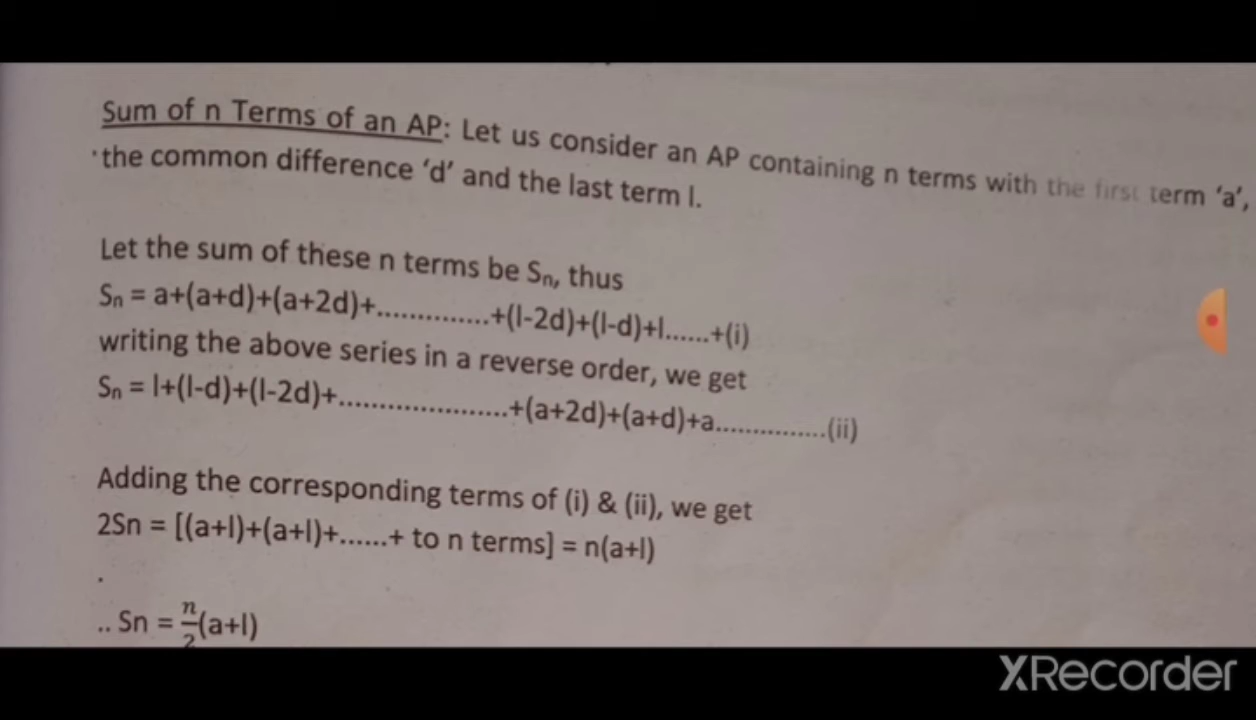 Sum of n Terms of an AP: Let us consider an AP containing n terms with the first term ‘a’,
the common difference ‘d’ and the last term l.
Let the sum of these n terms be Sₙ, thus
Sₙ = a+(a+d)+(a+2d)+..............+(l-2d)+(l-d)+l......+(i)
writing the above series in a reverse order, we get
Sₙ = l+(l-d)+(l-2d)+......................+(a+2d)+(a+d)+a...............(ii)
Adding the corresponding terms of (i) & (ii), we get
2Sn = [(a+l)+(a+l)+......+ to n terms] = n(a+l)
.
.. Sn = n/2(a+l)
XRecorder